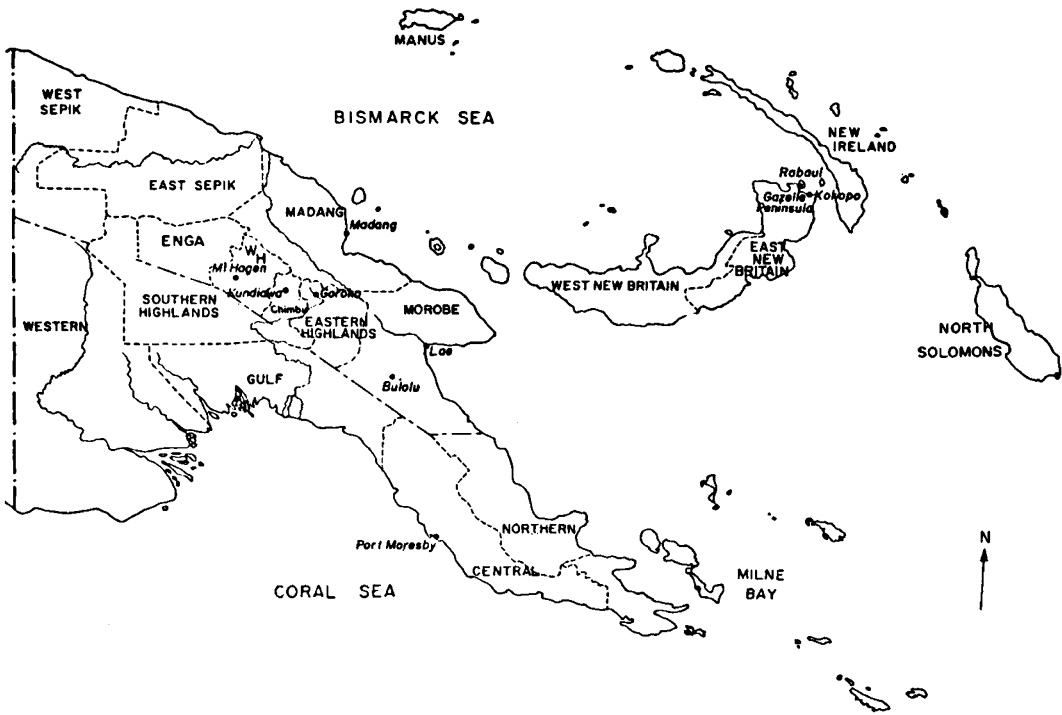 MANUS
WEST
SEPIK
BISMARCK SEA
NEW
IRELAND
Rabaul
EAST SEPIK
Gazelle
Kokopo
Peninsula
MADANG
Madang
ENGA
WH
EAST
NEW
BRITAIN
Mt Hagen
WEST NEW BRITAIN
Kundiawa
Goroka
SOUTHERN
HIGHLANDS
Chimbu
MOROBE
WESTERN
EASTERN
HIGHLANDS
NORTH
SOLOMONS
Lae
GULF
Bulolo
NORTHERN
Port Moresby
N
CENTRAL
MILNE
BAY
CORAL SEA